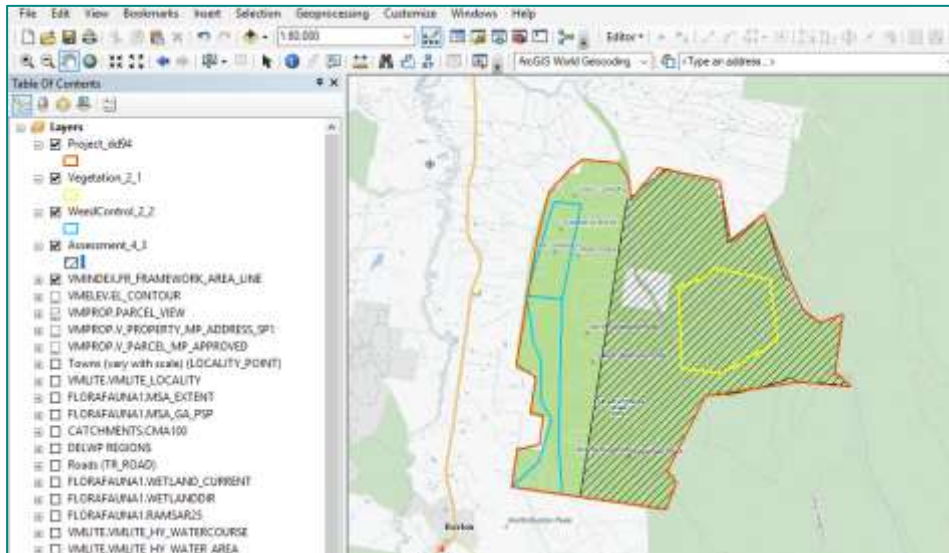 File Edit View Bookmarks Insert Selection Geoprocessing Customize Windows Help
1:80,000
Editor
ArcGIS World Geocoding
<Type an address...>
Table Of Contents
Layers
Project_dd94
Vegetation_2_1
WeedControl_2_2
Assessment_4_3
VMINDEX.FR_FRAMEWORK_AREA_LINE
VMELEV.EL_CONTOUR
VMPROP.PARCEL_VIEW
VMPROP.V_PROPERTY_MP_ADDRESS_SP1
VMPROP.V_PARCEL_MP_APPROVED
Towns (vary with scale) (LOCALITY_POINT)
VMLITE.VMLITE_LOCALITY
FLORAFAUNA1.MSA_EXTENT
FLORAFAUNA1.MSA_GA_PSP
CATCHMENTS.CMA100
DELWP REGIONS
Roads (TR_ROAD)
FLORAFAUNA1.WETLAND_CURRENT
FLORAFAUNA1.WETLANDDIR
FLORAFAUNA1.RAMSAR25
VMLITE.VMLITE_HY_WATERCOURSE
VMLITE.VMLITE_HY_WATER_AREA